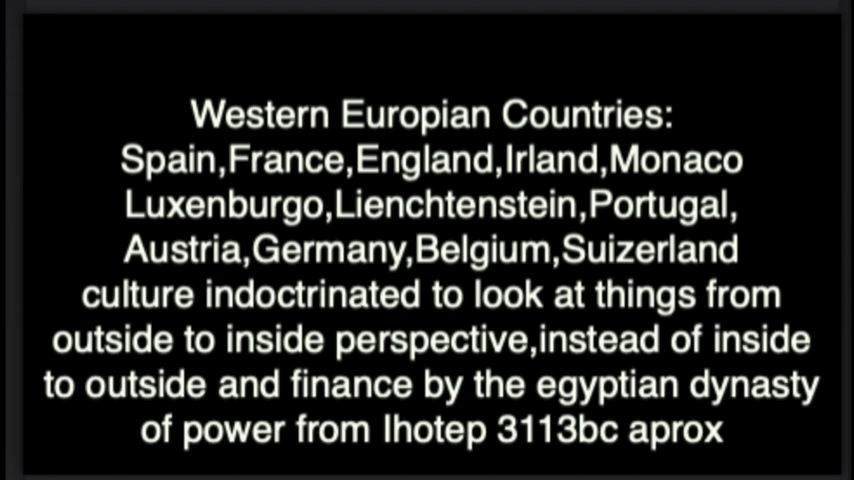 Western Europian Countries:
Spain,France,England,Irland,Monaco
Luxenburgo,Lienchtenstein,Portugal,
Austria,Germany,Belgium,Suizerland
culture indoctrinated to look at things from
outside to inside perspective,instead of inside
to outside and finance by the egyptian dynasty
of power from Ihotep 3113bc aprox